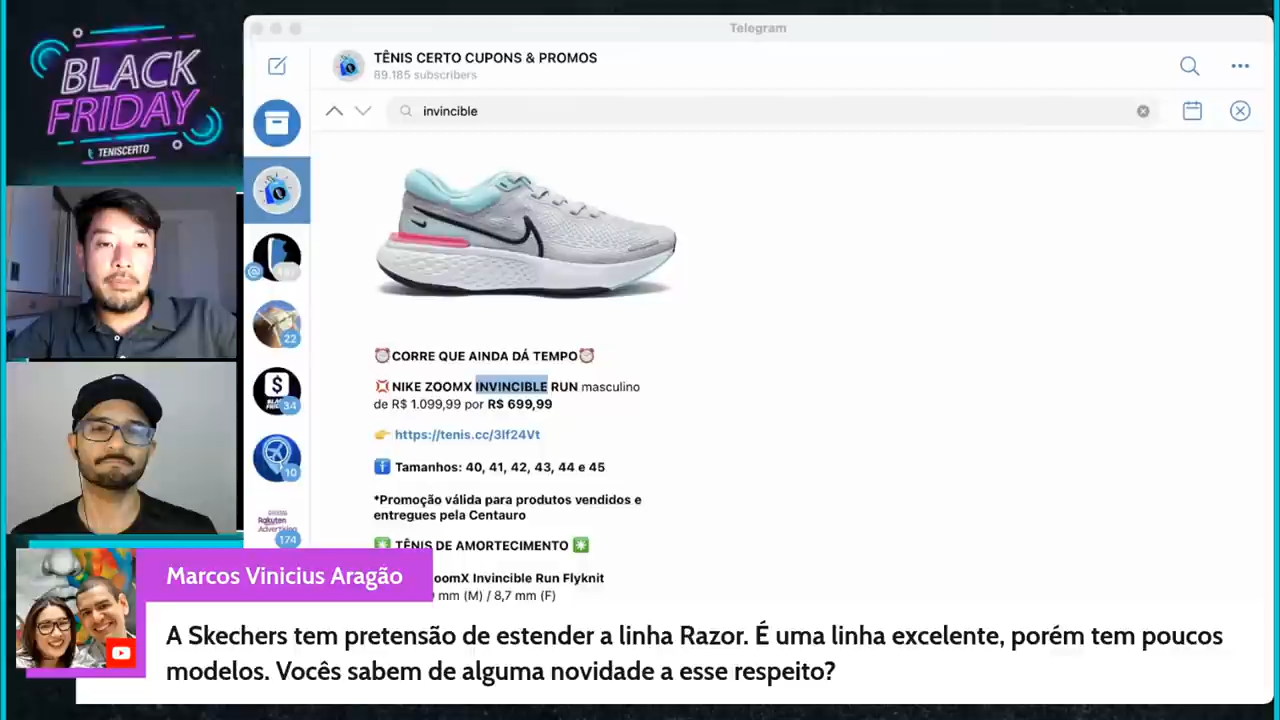 BLACK
FRIDAY
TENISCERTO
Telegram
TÊNIS CERTO CUPONS & PROMOS
89.185 subscribers
invincible
22
34
10
Rakuten
Advertising
174
⏰CORRE QUE AINDA DÁ TEMPO⏰
💢 NIKE ZOOMX INVINCIBLE RUN masculino
de R$ 1.099,99 por R$ 699,99
👉 https://tenis.cc/3lf24Vt
Tamanhos: 40, 41, 42, 43, 44 e 45
*Promoção válida para produtos vendidos e
entregues pela Centauro
✳️ TÊNIS DE AMORTECIMENTO ✳️
oomX Invincible Run Flyknit
mm (M) / 8,7 mm (F)
Marcos Vinicius Aragão
A Skechers tem pretensão de estender a linha Razor. É uma linha excelente, porém tem poucos
modelos. Vocês sabem de alguma novidade a esse respeito?